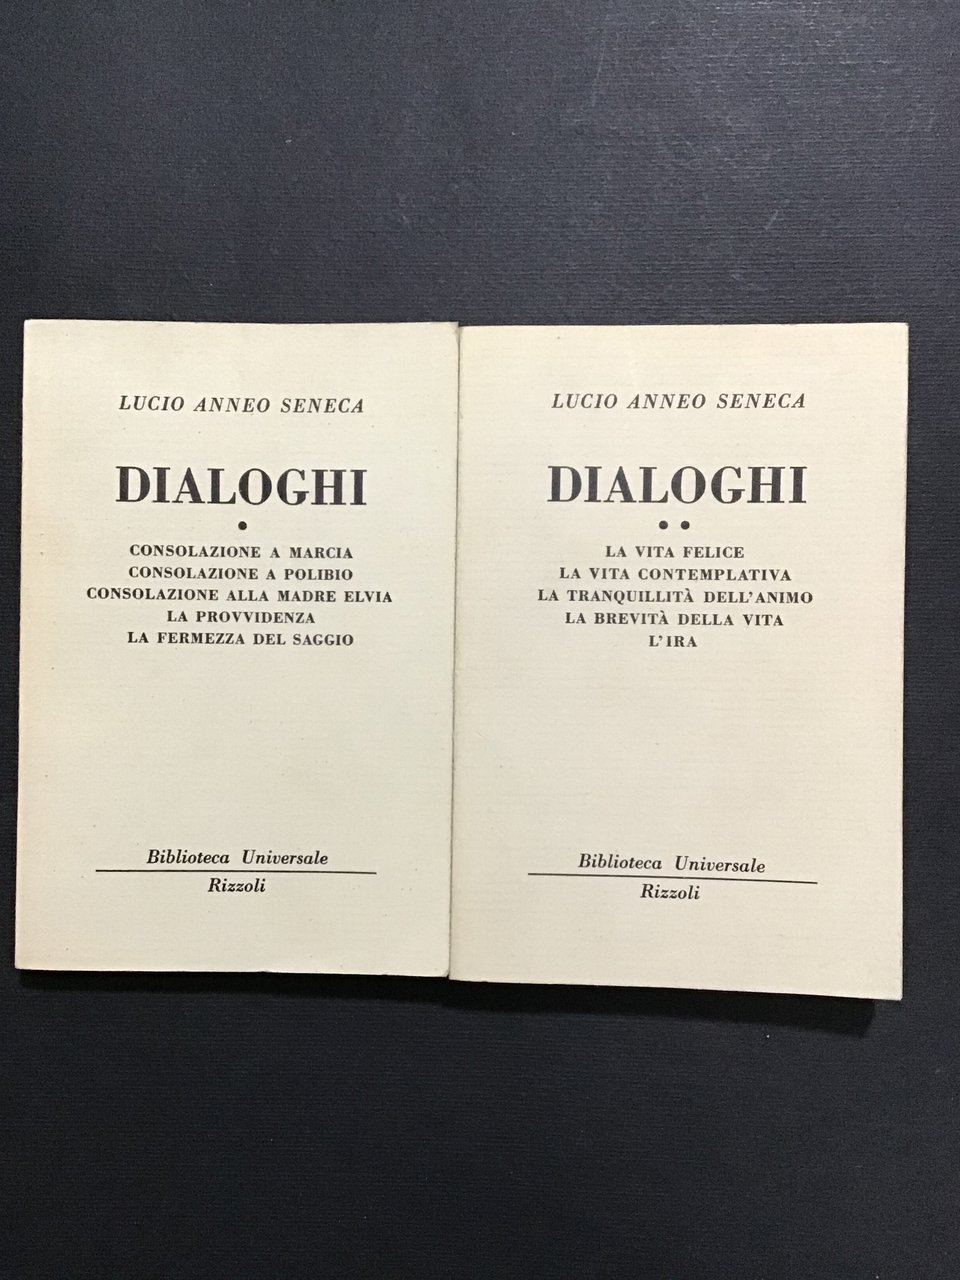 LUCIO ANNEO SENECA
DIALOGHI
•
CONSOLAZIONE A MARCIA
CONSOLAZIONE A POLIBIO
CONSOLAZIONE ALLA MADRE ELVIA
LA PROVVIDENZA
LA FERMEZZA DEL SAGGIO
Biblioteca Universale
Rizzoli
LUCIO ANNEO SENECA
DIALOGHI
• •
LA VITA FELICE
LA VITA CONTEMPLATIVA
LA TRANQUILLITÀ DELL'ANIMO
LA BREVITÀ DELLA VITA
L'IRA
Biblioteca Universale
Rizzoli